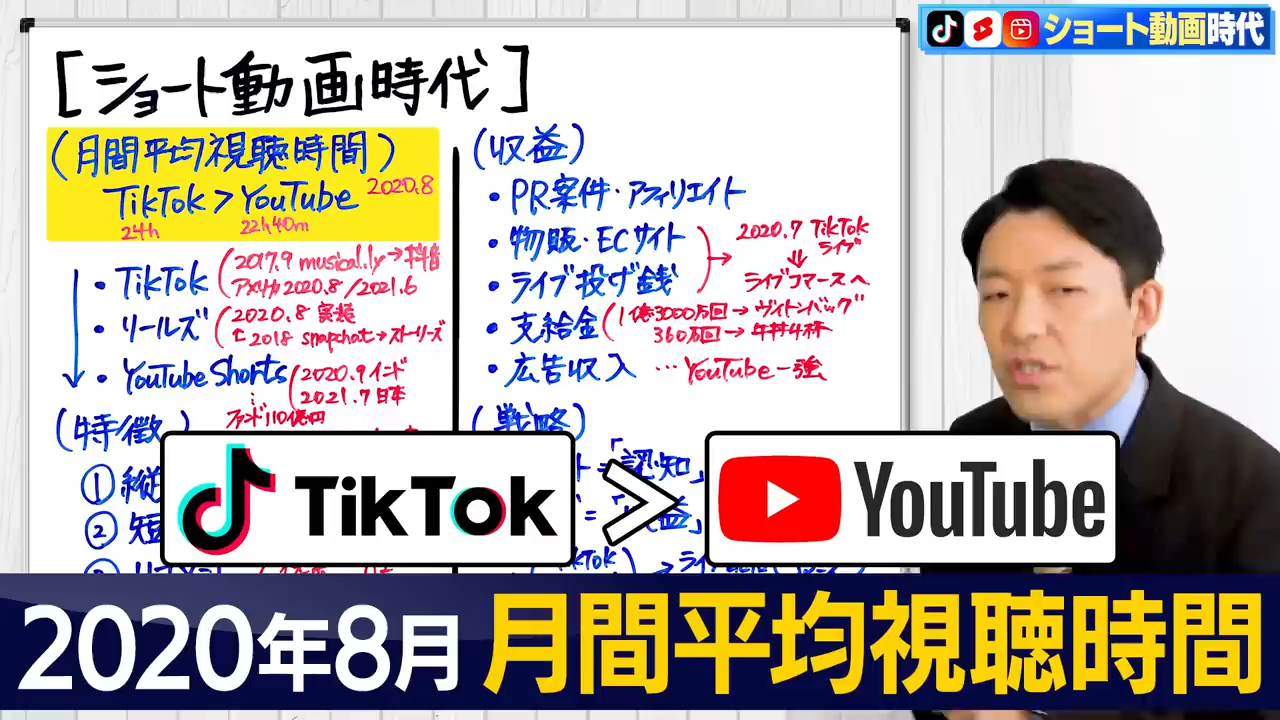 ショート動画時代
[ショート動画時代]
(月間平均視聴時間)
TikTok>YouTube 2020.8
24h 22h40m
・TikTok (2017.9 musical.ly→抖音
アメリカ2020.8/2021.6
・リールズ (2020.8 実装
2018 snapchat→ストーリーズ
・YouTube Shorts (2020.9 インド
2021.7 日本
ファンド110億円
(特徴)
①縦
②短
(収益)
・PR案件・アフィリエイト
・物販・ECサイト
・ライブ投げ銭
2020.7 TikTok
ライブ
⇓
ライブコマースへ
・支給金 (1億3000万回→ヴィトンバッグ
360万回→牛丼4杯
・広告収入 …YouTube一強
(戦略)
ト=「認知」
=「益」
TikTok
TikTok > YouTube
2020年8月 月間平均視聴時間